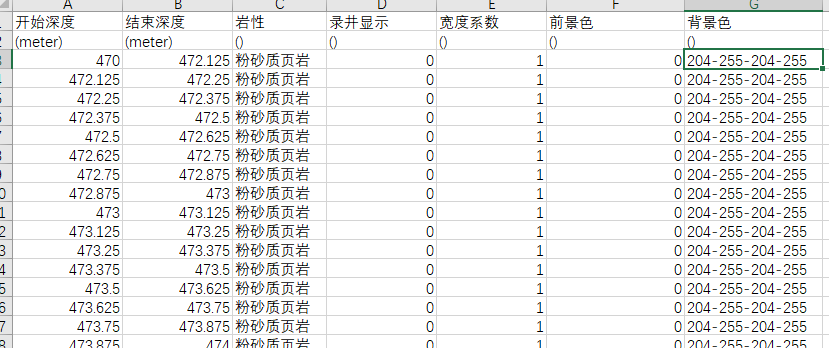 A B C D E F G
开始深度 结束深度 岩性 录井显示 宽度系数 前景色 背景色
(meter) (meter) () () () () ()
470 472.125 粉砂质页岩 0 1 0 204-255-204-255
472.125 472.25 粉砂质页岩 0 1 0 204-255-204-255
472.25 472.375 粉砂质页岩 0 1 0 204-255-204-255
472.375 472.5 粉砂质页岩 0 1 0 204-255-204-255
472.5 472.625 粉砂质页岩 0 1 0 204-255-204-255
472.625 472.75 粉砂质页岩 0 1 0 204-255-204-255
472.75 472.875 粉砂质页岩 0 1 0 204-255-204-255
472.875 473 粉砂质页岩 0 1 0 204-255-204-255
473 473.125 粉砂质页岩 0 1 0 204-255-204-255
473.125 473.25 粉砂质页岩 0 1 0 204-255-204-255
473.25 473.375 粉砂质页岩 0 1 0 204-255-204-255
473.375 473.5 粉砂质页岩 0 1 0 204-255-204-255
473.5 473.625 粉砂质页岩 0 1 0 204-255-204-255
473.625 473.75 粉砂质页岩 0 1 0 204-255-204-255
473.75 473.875 粉砂质页岩 0 1 0 204-255-204-255
473.875 474 粉砂质页岩 0 1 0 204-255-204-255